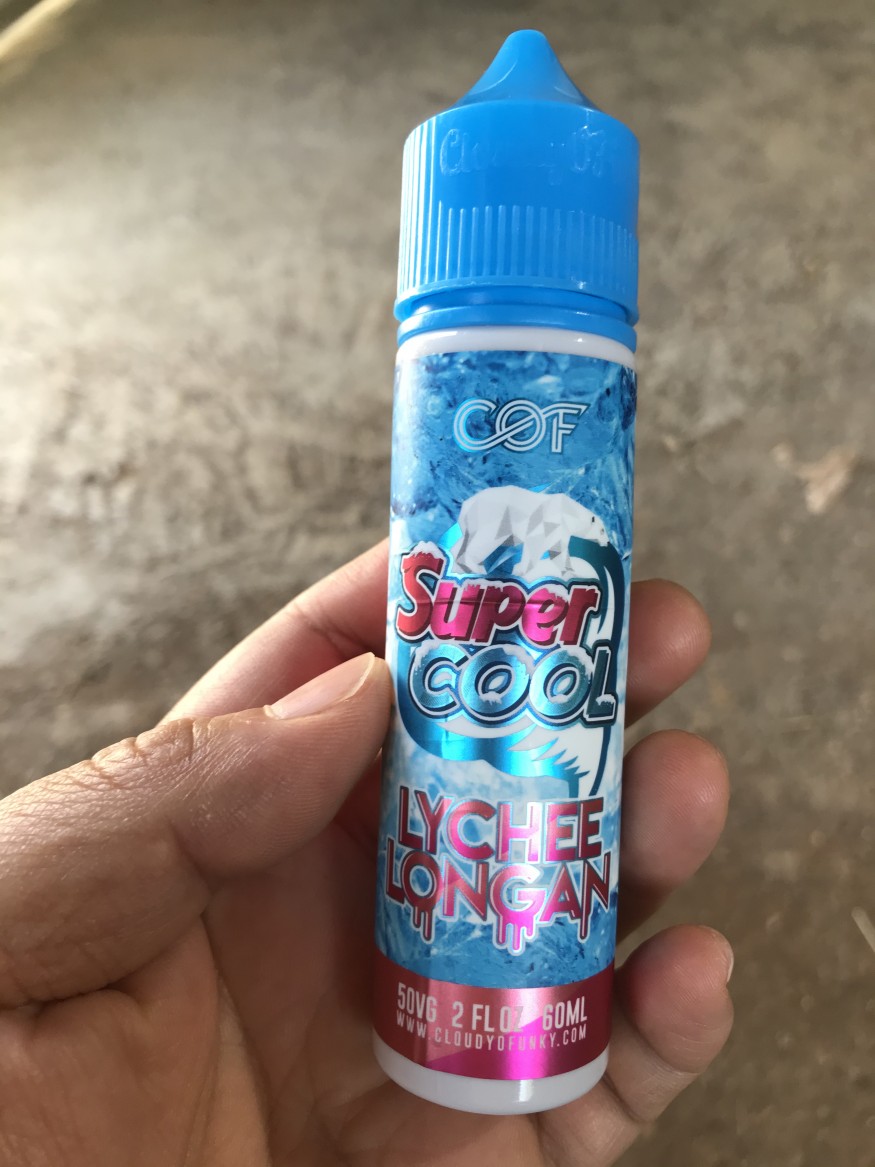 COF
Super
COOL
LYCHEE
LONGAN
50VG 2 FL OZ 60ML
WWW.CLOUDYOFUNKY.COM